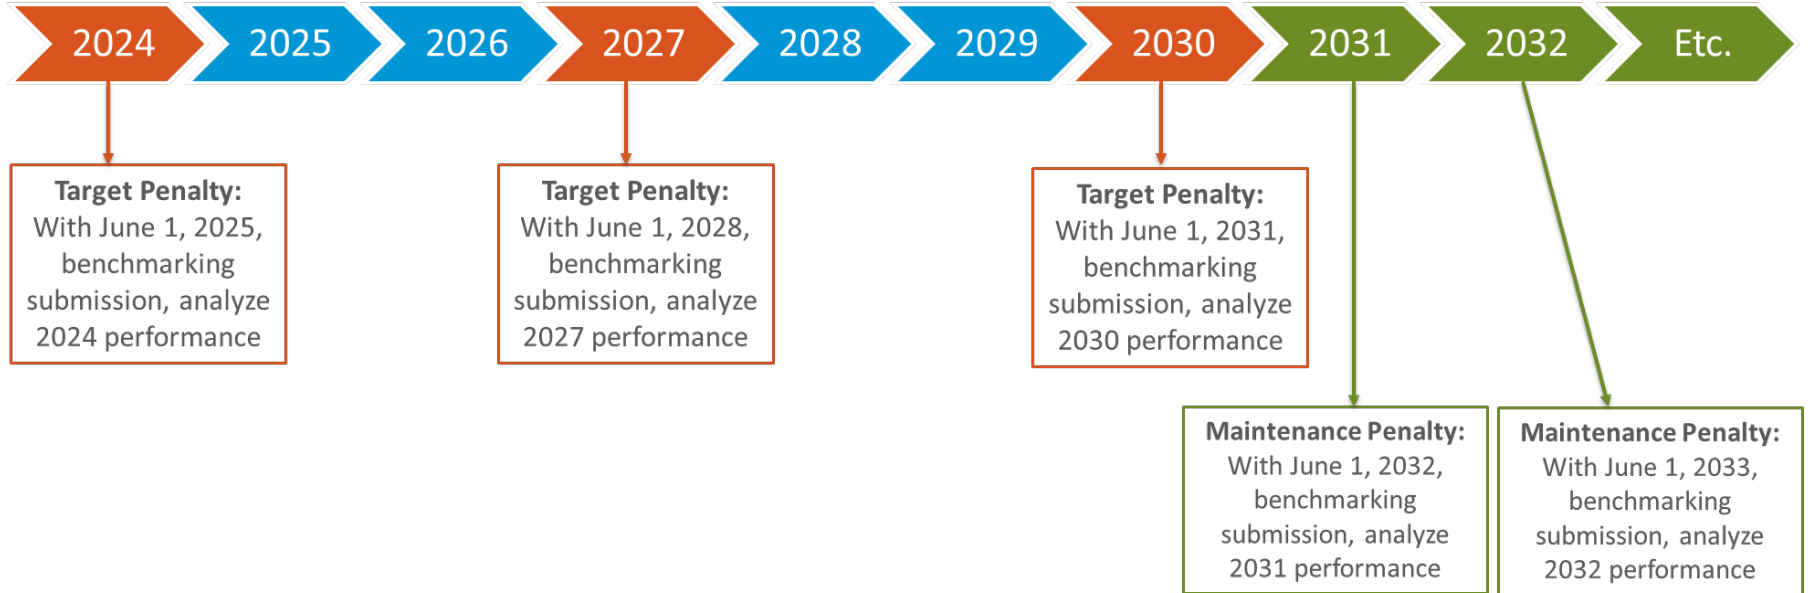 2024
2025
2026
2027
2028
2029
2030
2031
2032
Etc.
Target Penalty:
With June 1, 2025,
benchmarking
submission, analyze
2024 performance
Target Penalty:
With June 1, 2028,
benchmarking
submission, analyze
2027 performance
Target Penalty:
With June 1, 2031,
benchmarking
submission, analyze
2030 performance
Maintenance Penalty:
With June 1, 2032,
benchmarking
submission, analyze
2031 performance
Maintenance Penalty:
With June 1, 2033,
benchmarking
submission, analyze
2032 performance